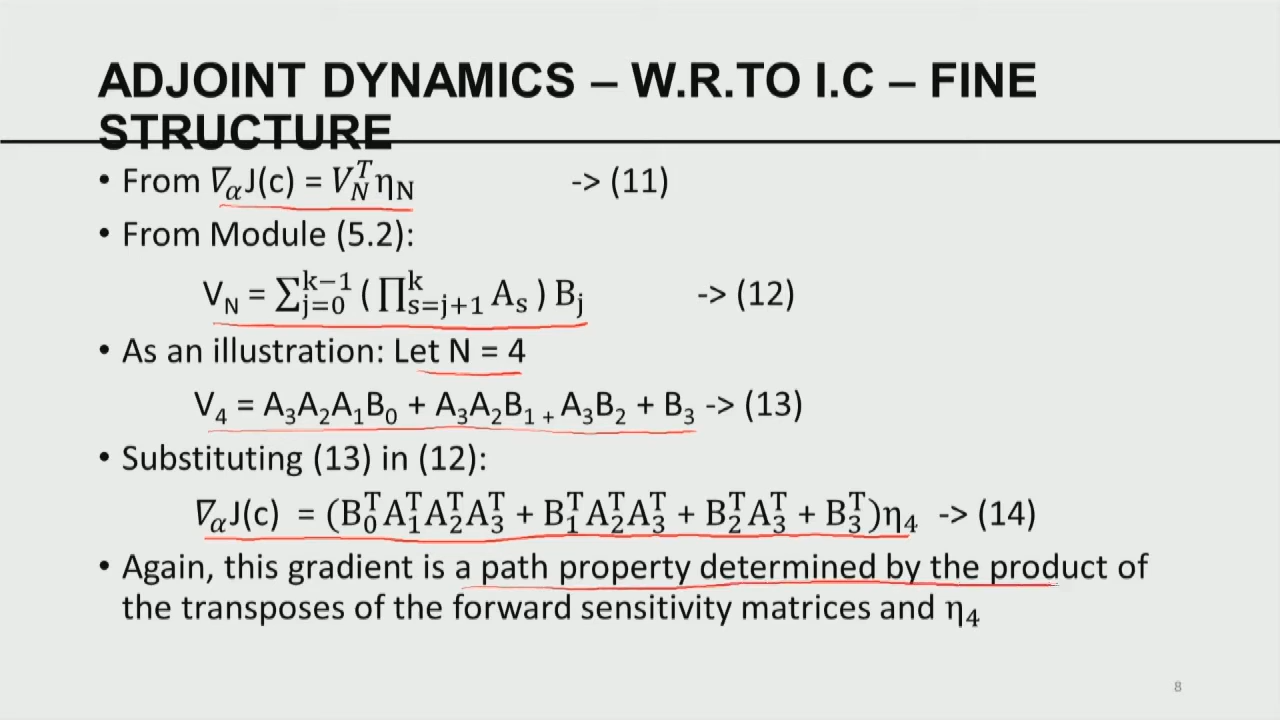 ADJOINT DYNAMICS – W.R.TO I.C – FINE
STRUCTURE
• From ∇_α J(c) = V_N^T η_N -> (11)
• From Module (5.2):
V_N = ∑_{j=0}^{k−1} ( ∏_{s=j+1}^{k} A_s ) B_j -> (12)
• As an illustration: Let N = 4
V_4 = A_3A_2A_1B_0 + A_3A_2B_1 + A_3B_2 + B_3 -> (13)
• Substituting (13) in (12):
∇_α J(c) = (B_0^T A_1^T A_2^T A_3^T + B_1^T A_2^T A_3^T + B_2^T A_3^T + B_3^T)η_4 -> (14)
• Again, this gradient is a path property determined by the product of
the transposes of the forward sensitivity matrices and η_4
8